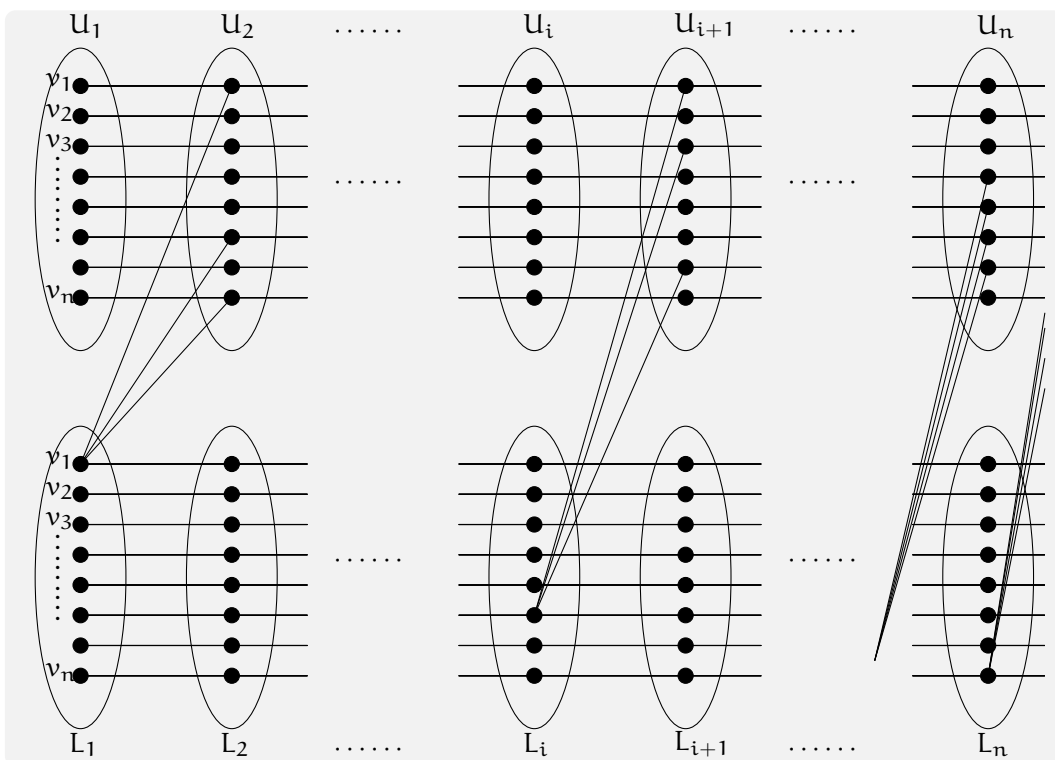 U₁ U₂ ...... Uᵢ Uᵢ₊₁ ...... Uₙ
v₁
v₂
v₃
......
vₙ
...... ......
v₁
v₂
v₃
......
vₙ
...... ......
L₁ L₂ ...... Lᵢ Lᵢ₊₁ ...... Lₙ